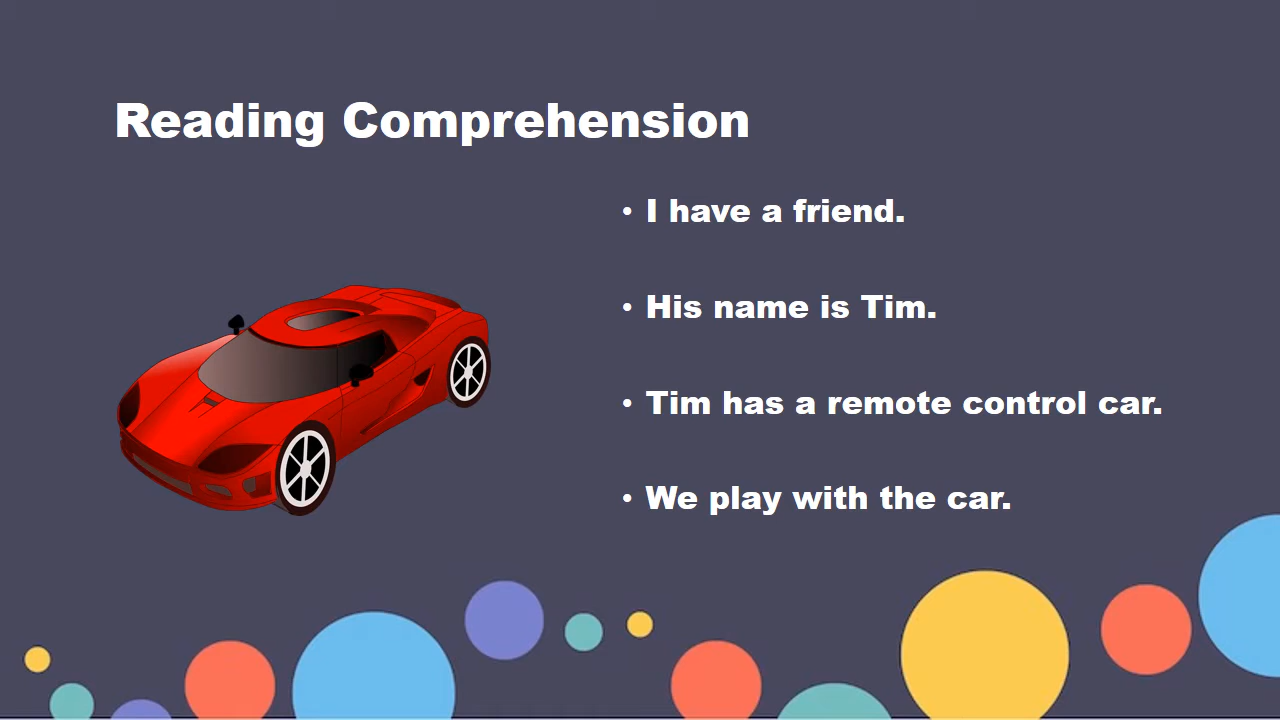 Reading Comprehension
• I have a friend.
• His name is Tim.
• Tim has a remote control car.
• We play with the car.